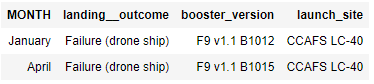 MONTH landing__outcome booster_version launch_site
January Failure (drone ship) F9 v1.1 B1012 CCAFS LC-40
April Failure (drone ship) F9 v1.1 B1015 CCAFS LC-40